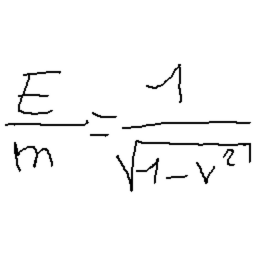 E/m = 1/√(1-v²)